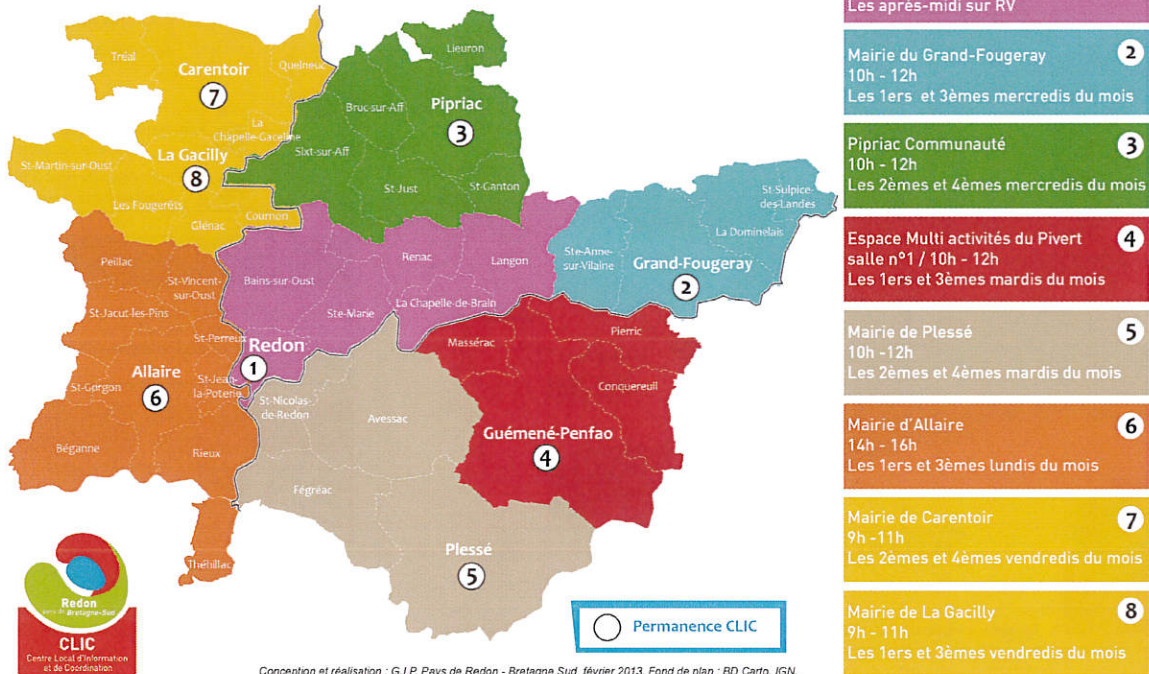 Les après-midi sur RV
Mairie du Grand-Fougeray
2
10h - 12h
Les 1ers et 3èmes mercredis du mois
Pipriac Communauté
3
10h - 12h
Les 2èmes et 4èmes mercredis du mois
Espace Multi activités du Pivert
4
salle n°1 / 10h - 12h
Les 1ers et 3èmes mardis du mois
Mairie de Plessé
5
10h -12h
Les 2èmes et 4èmes mardis du mois
Mairie d'Allaire
6
14h - 16h
Les 1ers et 3èmes lundis du mois
Mairie de Carentoir
7
9h -11h
Les 2èmes et 4èmes vendredis du mois
Mairie de La Gacilly
8
9h - 11h
Les 1ers et 3èmes vendredis du mois
Tréal
Carentoir
7
Quelneuc
La
Chapelle-Gaceline
La Gacilly
8
St-Martin-sur-Oust
Les Fougerêts
Glénac
Cournon
Lieuron
Bruc-sur-Aff
Pipriac
3
Sixt-sur-Aff
St-Just
St-Ganton
St-Sulpice-
des-Landes
La Dominelais
Ste-Anne-
sur-Vilaine
Grand-Fougeray
2
Renac
Langon
Bains-sur-Oust
Ste-Marie
La Chapelle-de-Brain
Redon
1
Peillac
St-Vincent-
sur-Oust
St-Jacut-les-Pins
St-Perreux
Allaire
6
St-Jean-
la-Poterie
St-Gorgon
Béganne
Rieux
Théhillac
St-Nicolas-
de-Redon
Avessac
Fégréac
Plessé
5
Massérac
Pierric
Conquereuil
Guémené-Penfao
4
Redon
pays de Bretagne-Sud
CLIC
Centre Local d'Information
et de Coordination
Permanence CLIC
Conception et réalisation : G.I.P. Pays de Redon - Bretagne Sud, février 2013. Fond de plan : BD Carto, IGN